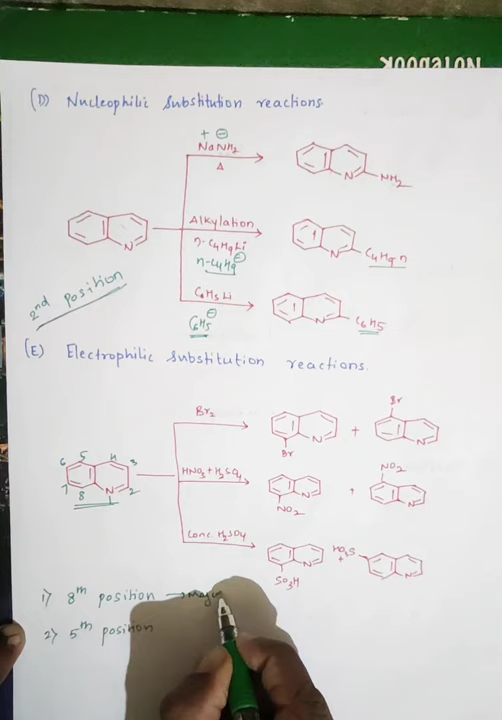 NOTEBOOK
(D) Nucleophilic Substitution reactions.
+ ⊖
NaNH2
Δ
N
NH2
Alkylation
n-C4H9Li
n-C4H9⊖
N
N
C4H9-n
2nd position
C6H5Li
C6H5⊖
N
C6H5
(E) Electrophilic Substitution reactions.
Br2
N
Br
+
Br
N
5 4
6 3
7 8 N 2
1
HNO3+H2SO4
N
NO2
,
NO2
N
Conc. H2SO4
N
SO3H
+
HO3S
N
1) 8th position → major
2) 5th position